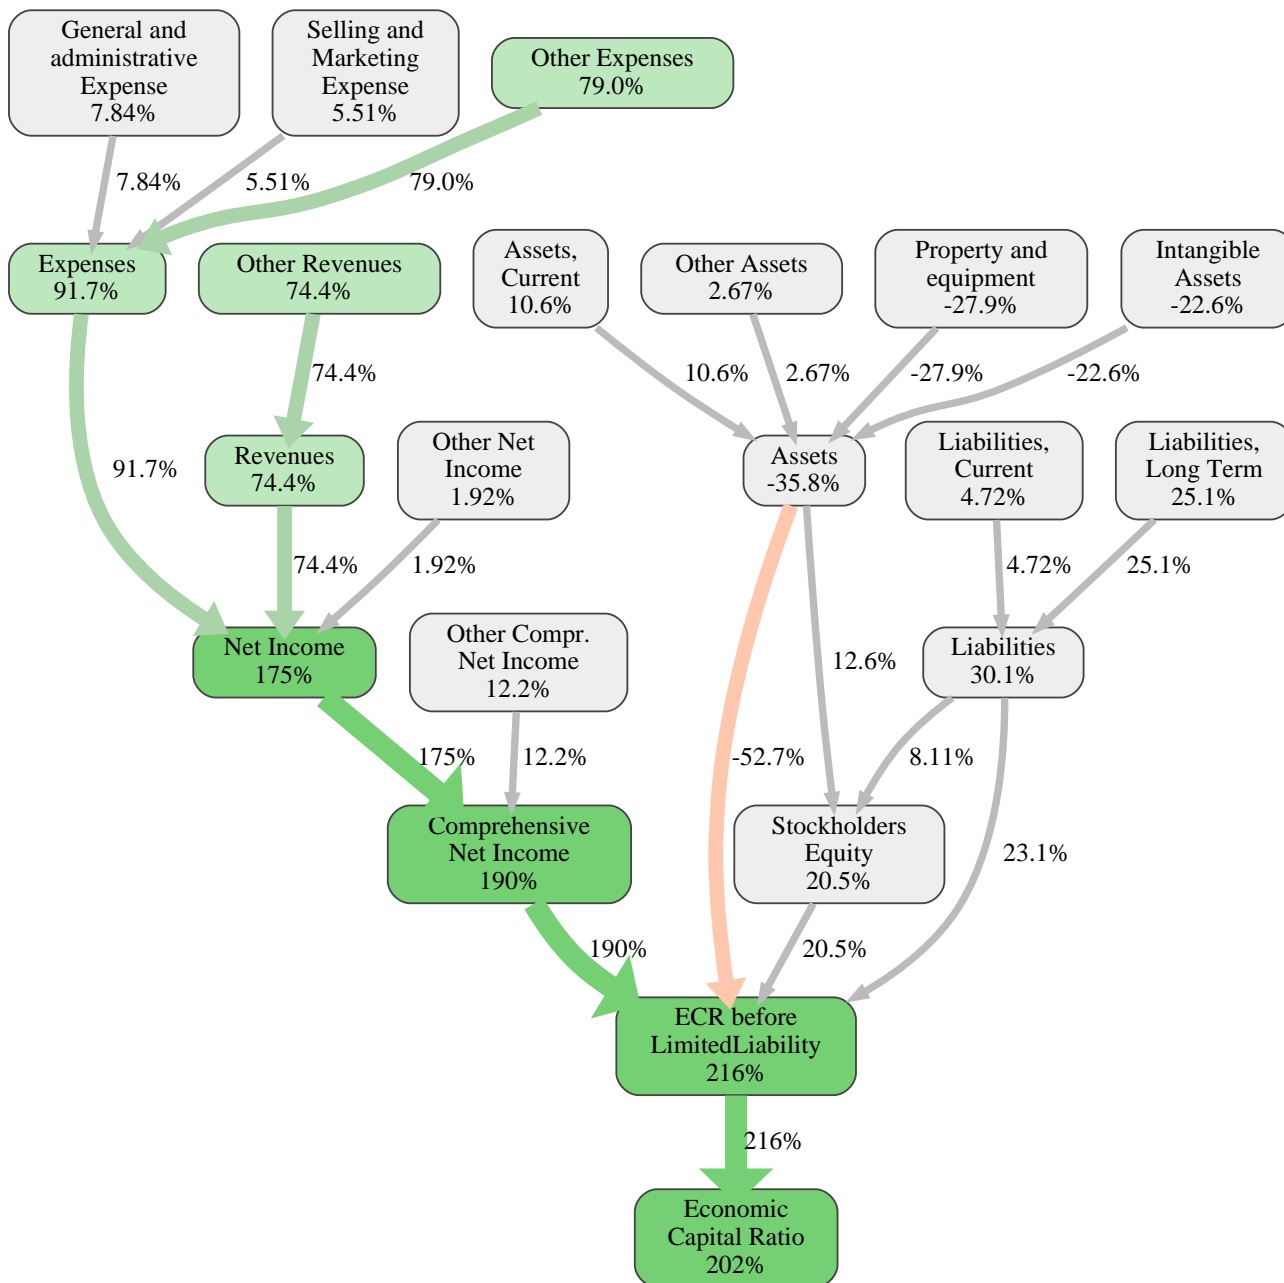 General and
administrative
Expense
7.84%
Selling and
Marketing
Expense
5.51%
Other Expenses
79.0%
7.84%
5.51%
79.0%
Expenses
91.7%
Other Revenues
74.4%
Assets,
Current
10.6%
Other Assets
2.67%
Property and
equipment
-27.9%
Intangible
Assets
-22.6%
74.4%
10.6%
2.67%
-27.9%
-22.6%
91.7%
Revenues
74.4%
Other Net
Income
1.92%
Assets
-35.8%
Liabilities,
Current
4.72%
Liabilities,
Long Term
25.1%
74.4%
1.92%
4.72%
25.1%
Net Income
175%
Other Compr.
Net Income
12.2%
12.6%
Liabilities
30.1%
175%
12.2%
-52.7%
8.11%
Comprehensive
Net Income
190%
Stockholders
Equity
20.5%
23.1%
190%
20.5%
ECR before
LimitedLiability
216%
216%
Economic
Capital Ratio
202%